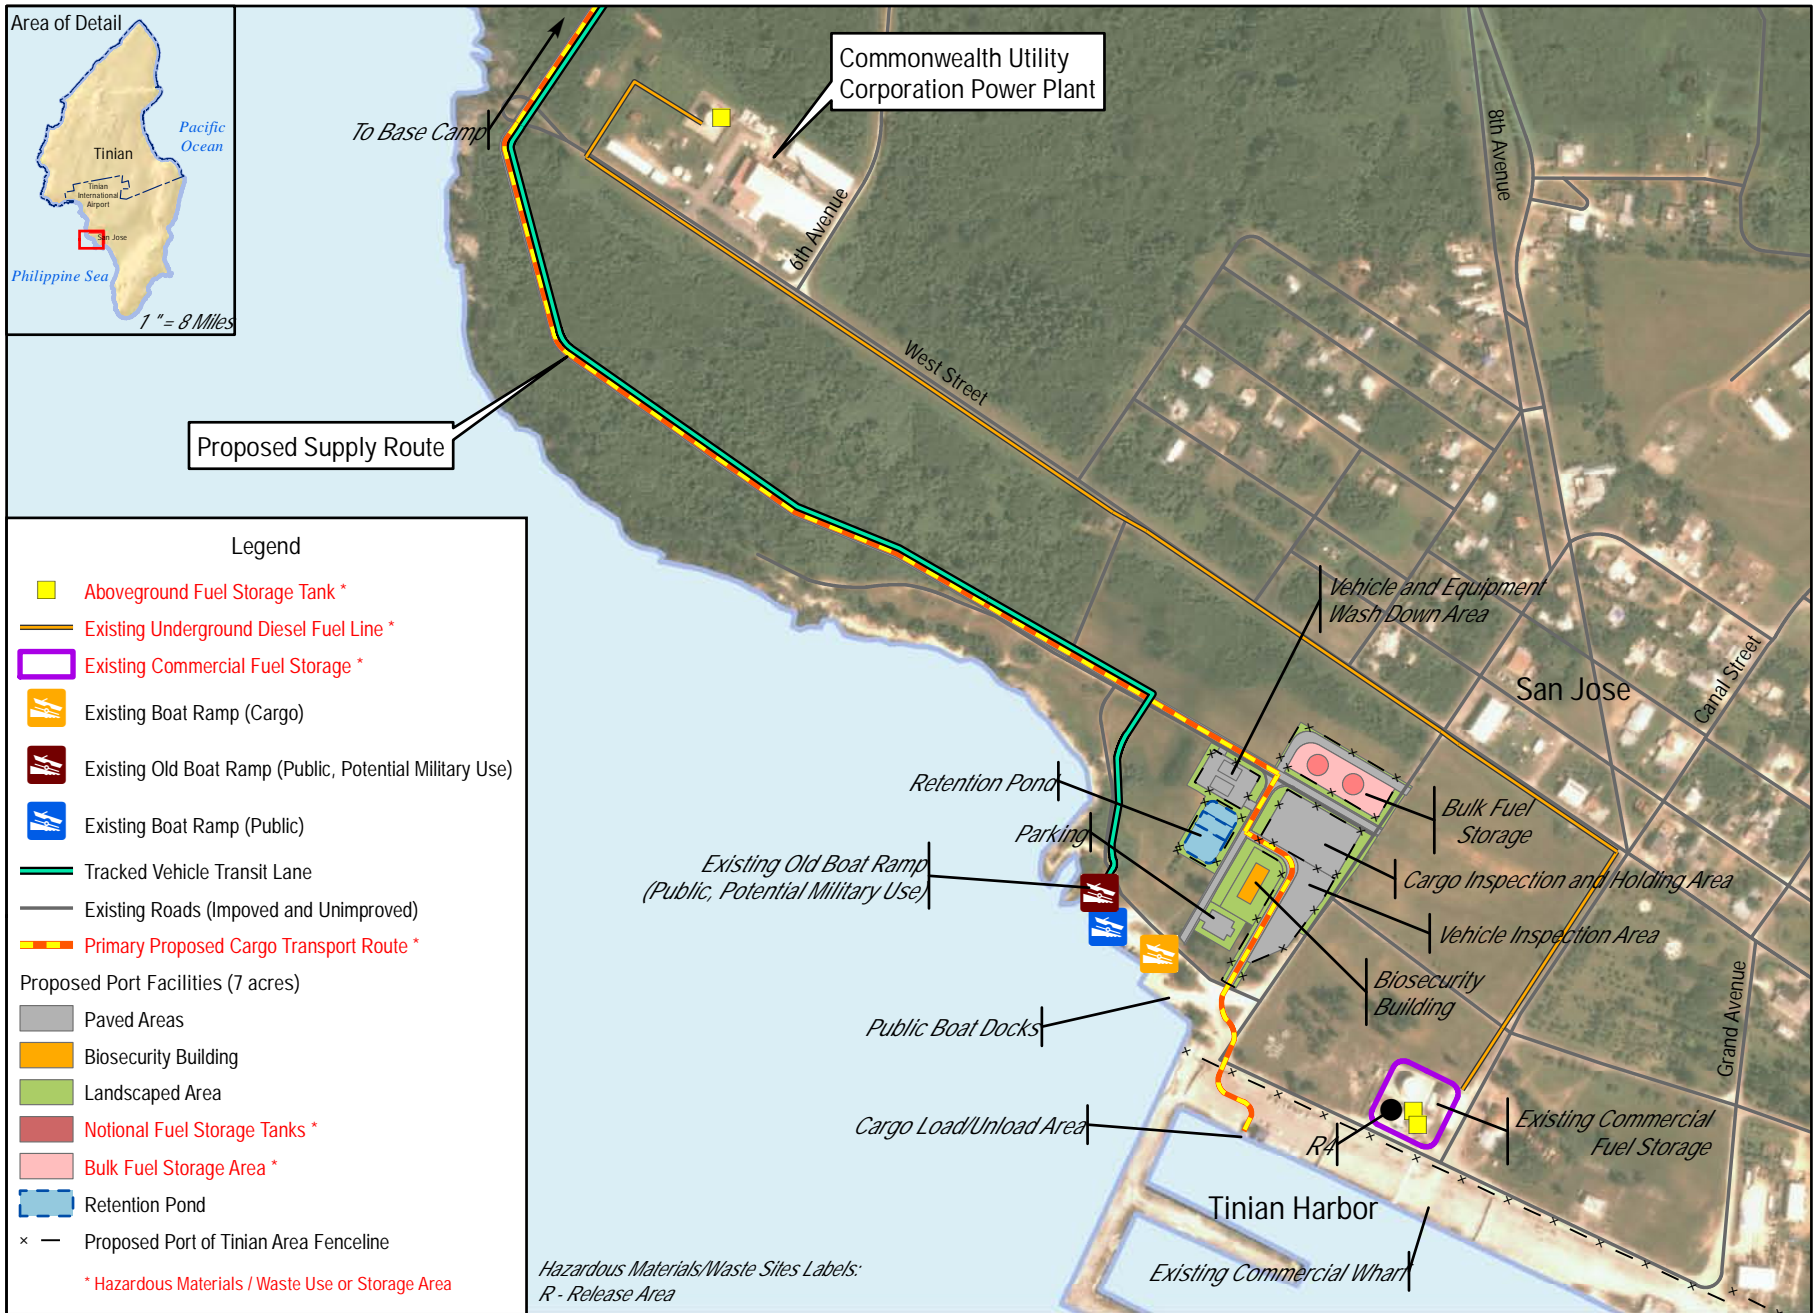 Area of Detail
Pacific
Ocean
Tinian
Tinian
International
Airport
San Jose
Philippine Sea
1 "= 8 Miles
To Base Camp
Commonwealth Utility
Corporation Power Plant
6th Avenue
8th Avenue
West Street
Proposed Supply Route
Legend
Aboveground Fuel Storage Tank *
Existing Underground Diesel Fuel Line *
Existing Commercial Fuel Storage *
Existing Boat Ramp (Cargo)
Existing Old Boat Ramp (Public, Potential Military Use)
Existing Boat Ramp (Public)
Tracked Vehicle Transit Lane
Existing Roads (Impoved and Unimproved)
Primary Proposed Cargo Transport Route *
Proposed Port Facilities (7 acres)
Paved Areas
Biosecurity Building
Landscaped Area
Notional Fuel Storage Tanks *
Bulk Fuel Storage Area *
Retention Pond
Proposed Port of Tinian Area Fenceline
* Hazardous Materials / Waste Use or Storage Area
Vehicle and Equipment
Wash Down Area
San Jose
Canal Street
Retention Pond
Parking
Bulk Fuel
Storage
Existing Old Boat Ramp
(Public, Potential Military Use)
Cargo Inspection and Holding Area
Vehicle Inspection Area
Biosecurity
Building
Public Boat Docks
Grand Avenue
Cargo Load/Unload Area
R4
Existing Commercial
Fuel Storage
Tinian Harbor
Existing Commercial Wharf
Hazardous Materials/Waste Sites Labels:
R - Release Area